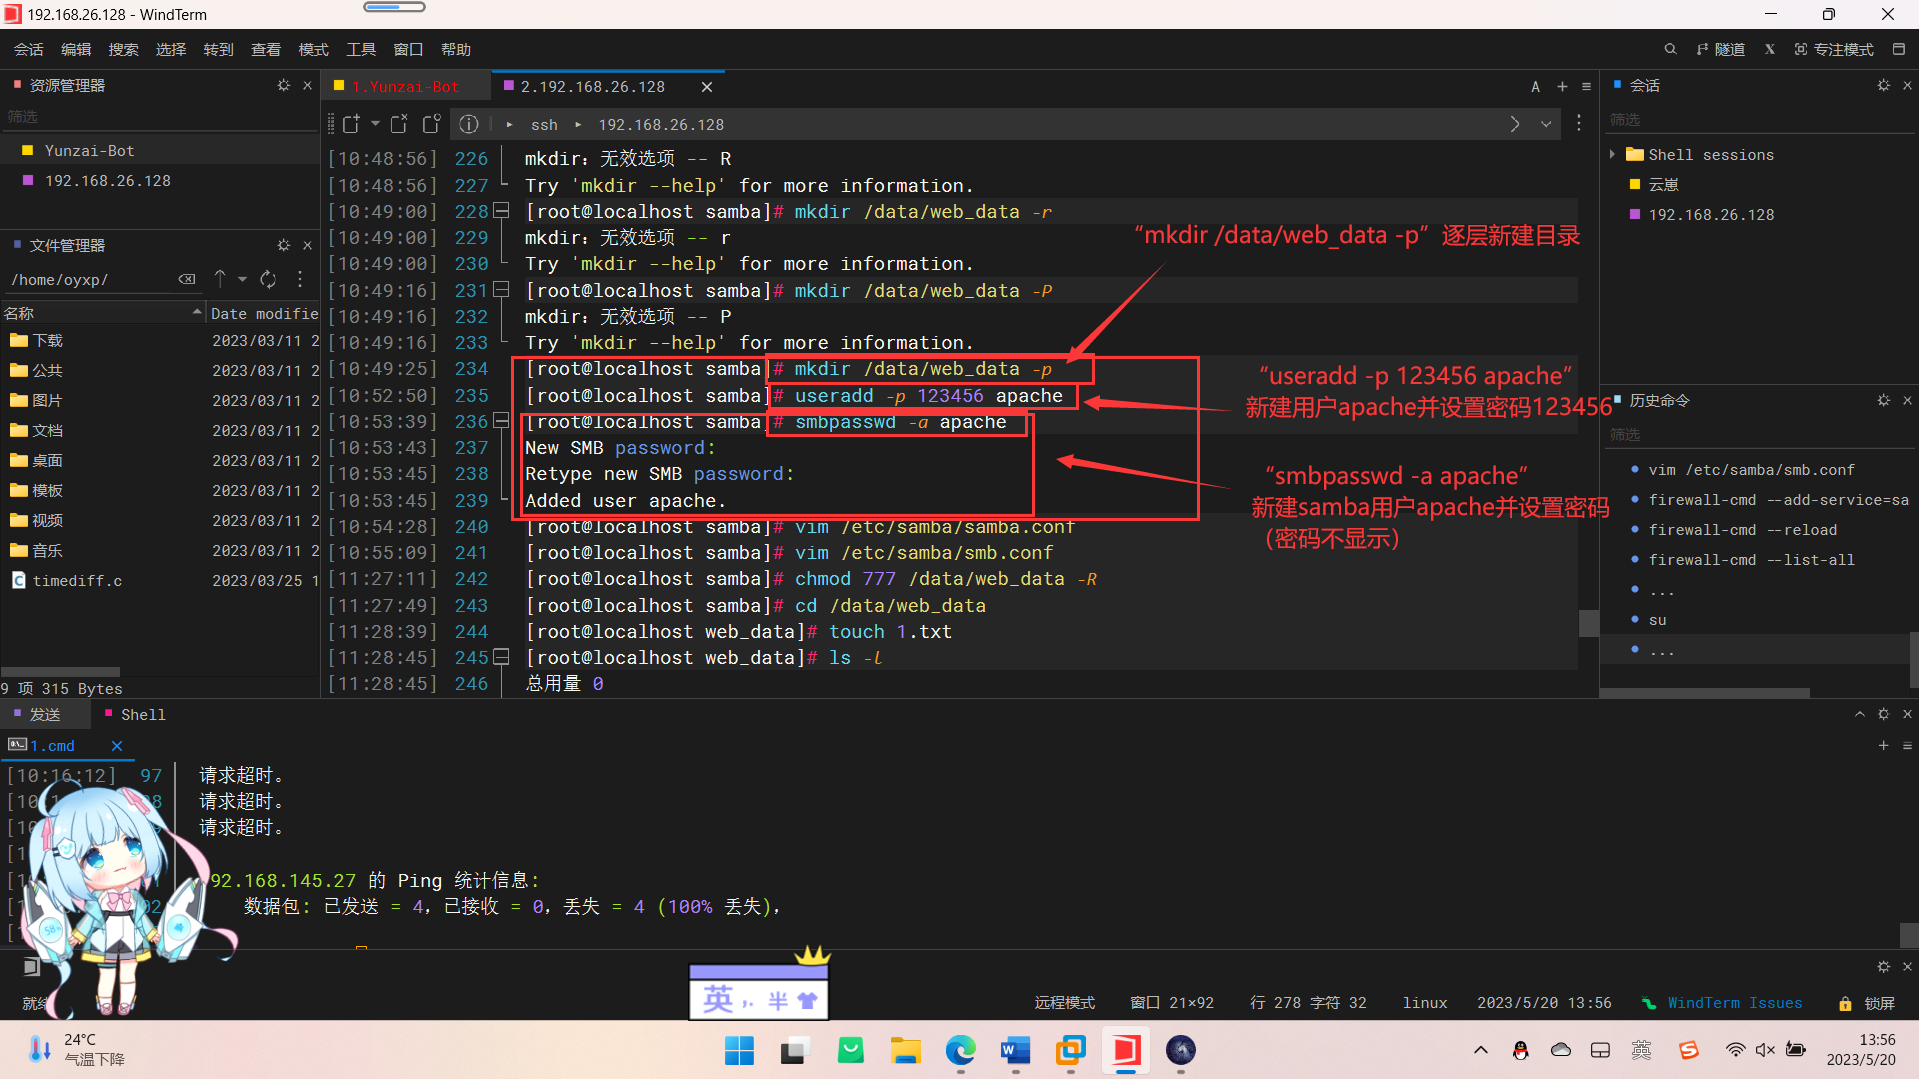 192.168.26.128 - WindTerm
会话 编辑 搜索 选择 转到 查看 模式 工具 窗口 帮助 隧道 X 专注模式
资源管理器
筛选
Yunzai-Bot
192.168.26.128
文件管理器
/home/oyxp/
名称 Date modifie
下载 2023/03/11 2
公共 2023/03/11 2
图片 2023/03/11 2
文档 2023/03/11 2
桌面 2023/03/11 2
模板 2023/03/11 2
视频 2023/03/11 2
音乐 2023/03/11 2
timediff.c 2023/03/25 1
9 项 315 Bytes
1.Yunzai-Bot 2.192.168.26.128 A
ssh 192.168.26.128
[10:48:56] 226 mkdir：无效选项 -- R
[10:48:56] 227 Try 'mkdir --help' for more information.
[10:49:00] 228 [root@localhost samba]# mkdir /data/web_data -r
[10:49:00] 229 mkdir：无效选项 -- r
[10:49:00] 230 Try 'mkdir --help' for more information.
[10:49:16] 231 [root@localhost samba]# mkdir /data/web_data -P
[10:49:16] 232 mkdir：无效选项 -- P
[10:49:16] 233 Try 'mkdir --help' for more information.
[10:49:25] 234 [root@localhost samba]# mkdir /data/web_data -p
[10:52:50] 235 [root@localhost samba]# useradd -p 123456 apache
[10:53:39] 236 [root@localhost samba]# smbpasswd -a apache
[10:53:43] 237 New SMB password:
[10:53:45] 238 Retype new SMB password:
[10:53:45] 239 Added user apache.
[10:54:28] 240 [root@localhost samba]# vim /etc/samba/samba.conf
[10:55:09] 241 [root@localhost samba]# vim /etc/samba/smb.conf
[11:27:11] 242 [root@localhost samba]# chmod 777 /data/web_data -R
[11:27:49] 243 [root@localhost samba]# cd /data/web_data
[11:28:39] 244 [root@localhost web_data]# touch 1.txt
[11:28:45] 245 [root@localhost web_data]# ls -l
[11:28:45] 246 总用量 0
“mkdir /data/web_data -p”逐层新建目录
“useradd -p 123456 apache”
新建用户apache并设置密码123456
“smbpasswd -a apache”
新建samba用户apache并设置密码
（密码不显示）
会话
筛选
Shell sessions
云崽
192.168.26.128
历史命令
筛选
vim /etc/samba/smb.conf
firewall-cmd --add-service=sa
firewall-cmd --reload
firewall-cmd --list-all
...
su
...
发送 Shell
1.cmd
[10:16:12] 97 请求超时。
请求超时。
请求超时。
92.168.145.27 的 Ping 统计信息:
数据包: 已发送 = 4，已接收 = 0，丢失 = 4 (100% 丢失)，
58%
英 ，. 半
远程模式 窗口 21×92 行 278 字符 32 linux 2023/5/20 13:56 WindTerm Issues 锁屏
24°C
气温下降
英
13:56
2023/5/20